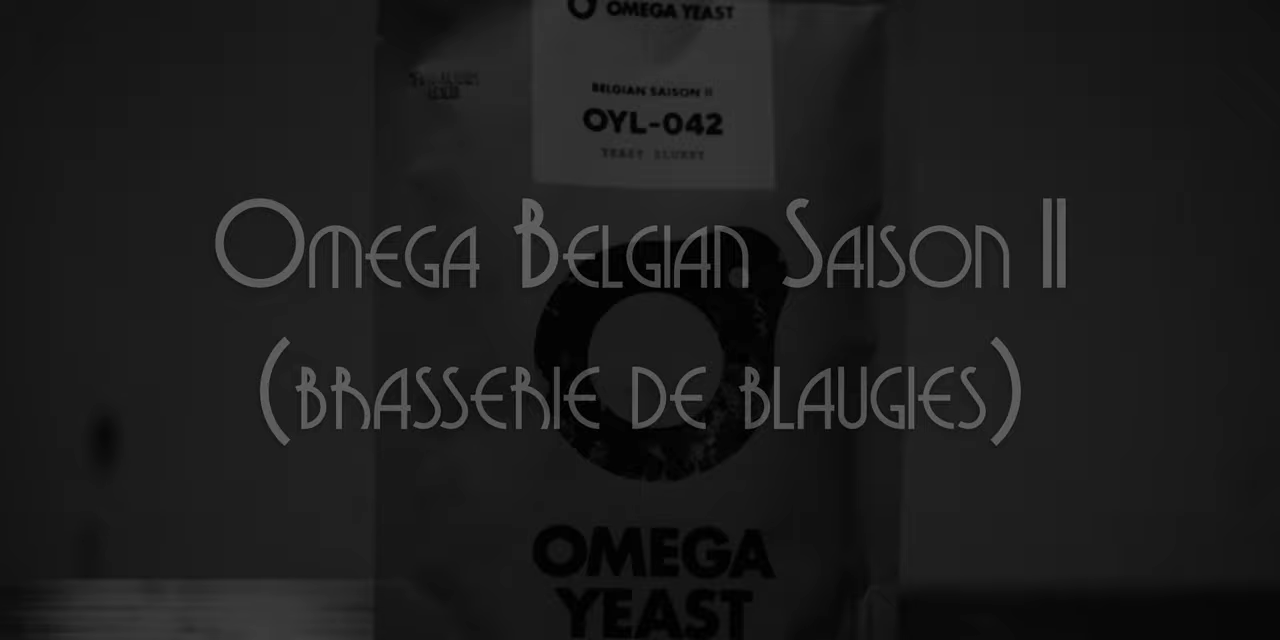 OMEGA YEAST
BELGIAN SAISON II
OYL-042
YEAST SLURRY
Omega Belgian Saison II
(brasserie de blaugies)
OMEGA
YEAST